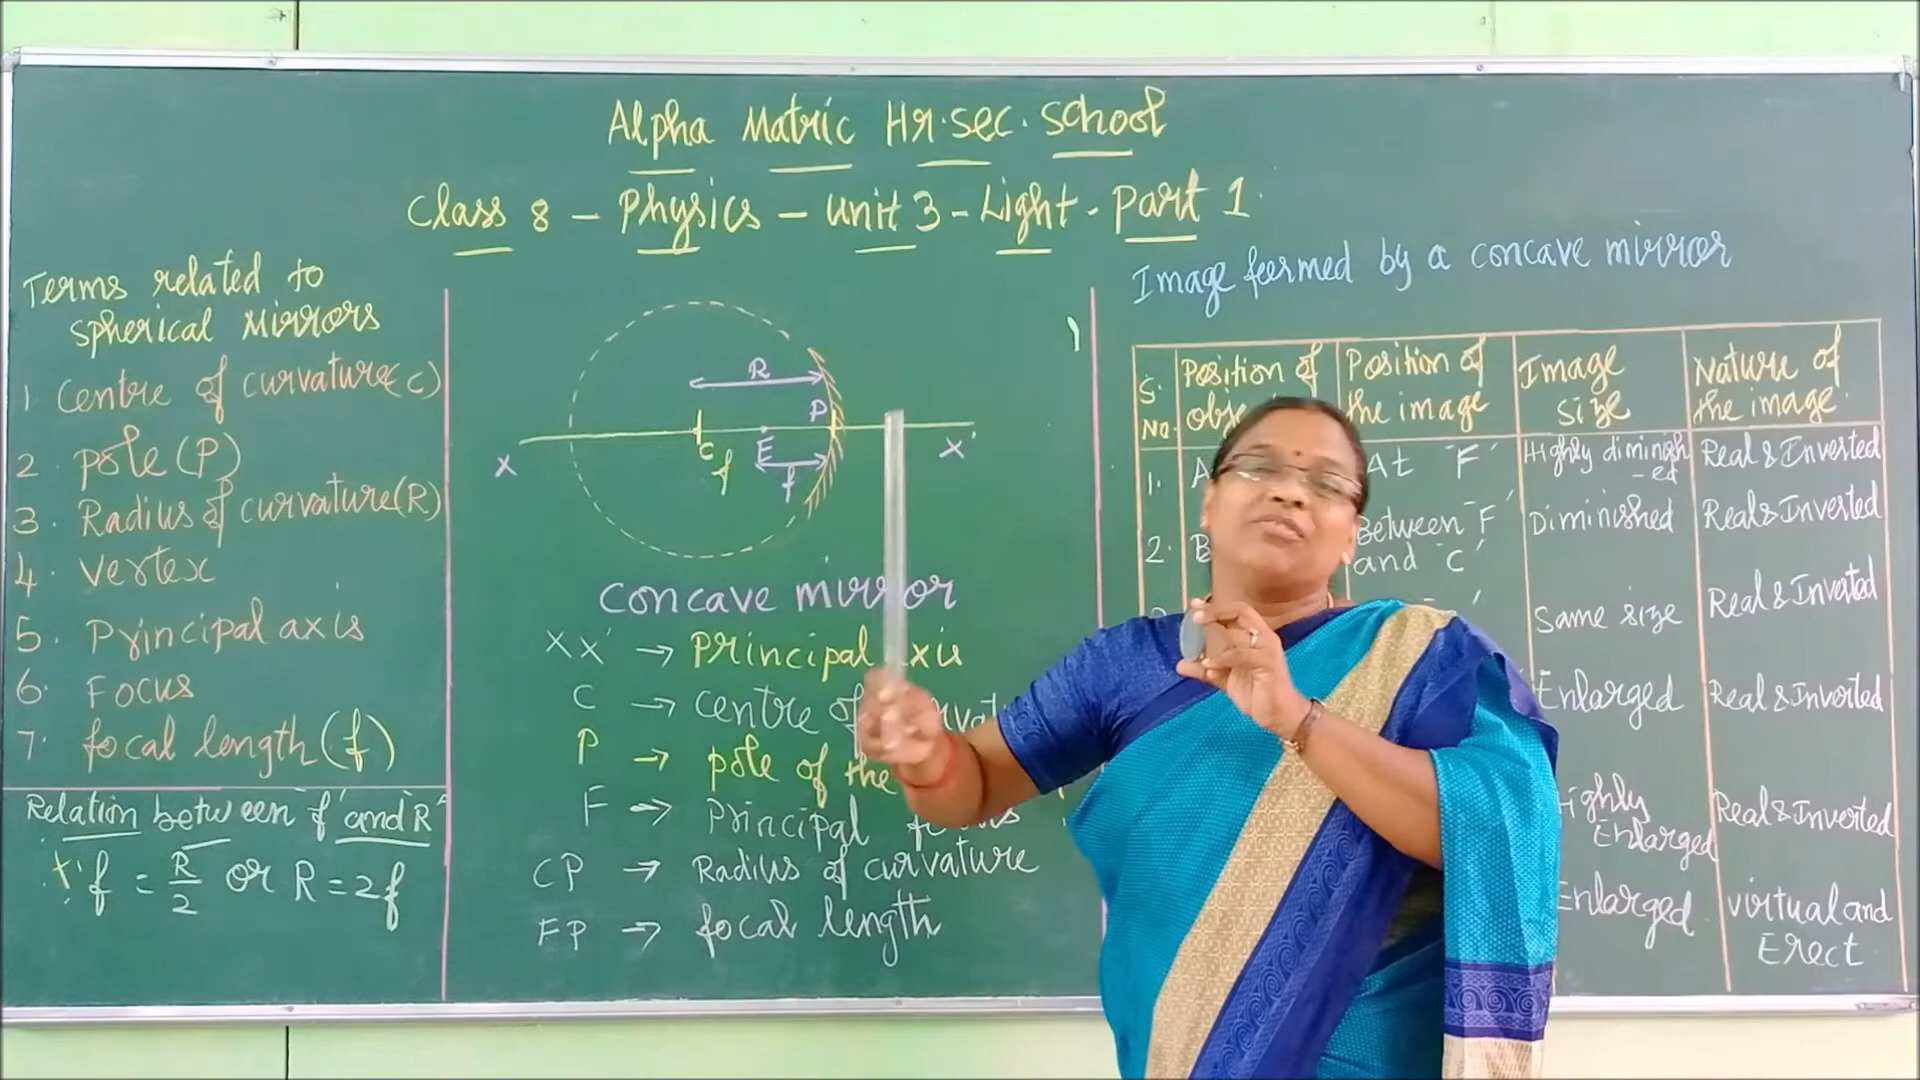 Alpha Matric Hr.sec. School
Class 8 - Physics - Unit 3 - Light - Part 1
Terms related to
spherical Mirrors
1 Centre of curvature(C)
2. pole (P)
3. Radius of curvature(R)
4. vertex
5. Principal axis
6. Focus
7. focal length (f)
Relation between 'f' and 'R'
f = R/2 or R = 2f
R
P
C
F
f
f
X
X'
concave mirror
XX' → principal axis
C → centre of
P → pole of the
F → principal focus
CP → Radius of curvature
FP → focal length
Image formed by a concave mirror
S. No. Position of Position of the image Image size Nature of the image
1. At 'F' Highly diminish-ed Real & Inverted
2. Between 'F' and 'C' Diminished Real & Inverted
Same size Real & Inverted
Enlarged Real & Inverted
Highly Enlarged Real & Inverted
Enlarged virtual and Erect